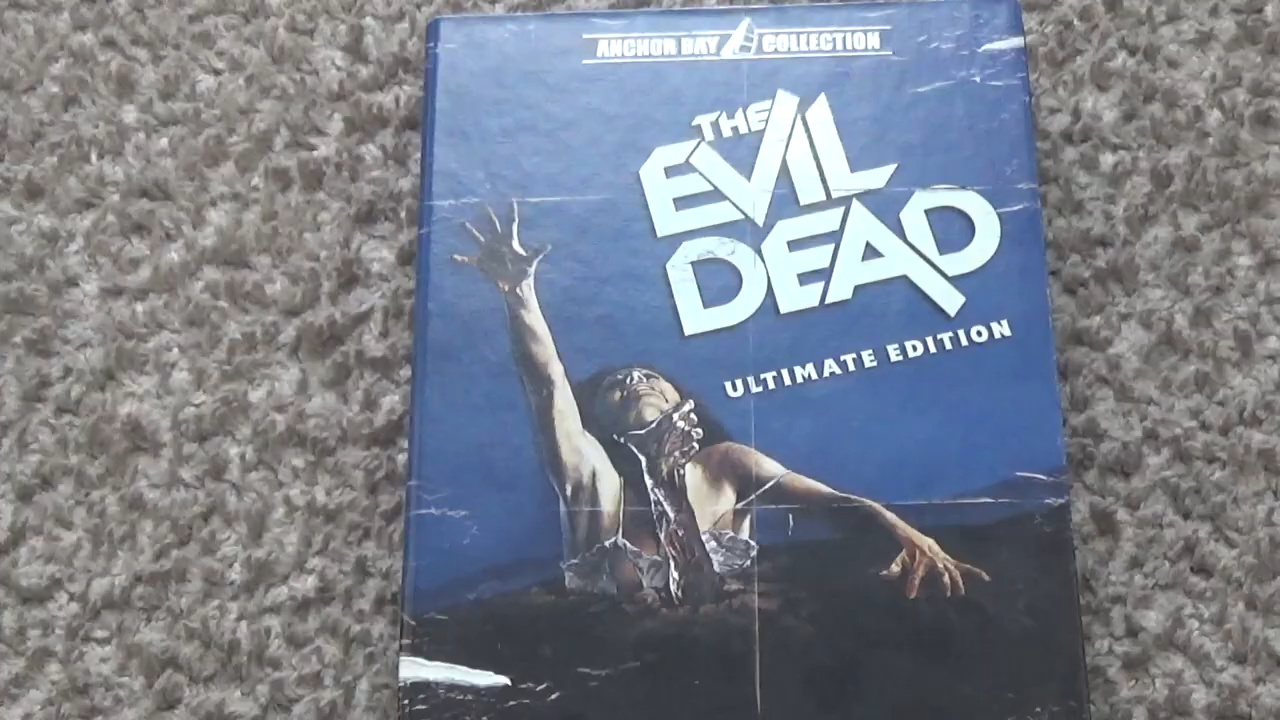 ANCHOR BAY COLLECTION
THE
EVIL
DEAD
ULTIMATE EDITION